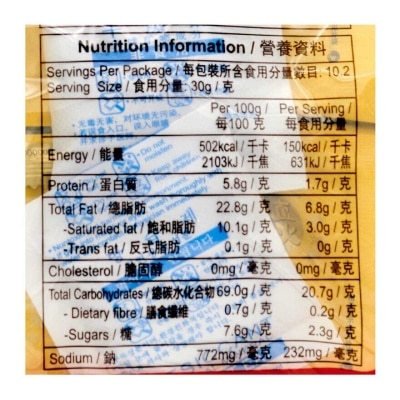 Nutrition Information / 營養資料
Servings Per Package / 每包裝所含食用分量數目: 10.2
Serving Size / 食用分量: 30g / 克
Per 100g / Per Serving /
每100 克 每食用分量
Energy / 能量 502kcal / 千卡 150kcal / 千卡
2103kJ / 千焦 631kJ / 千焦
Protein / 蛋白質 5.8g / 克 1.7g / 克
Total Fat / 總脂肪 22.8g / 克 6.8g / 克
-Saturated fat / 飽和脂肪 10.1g / 克 3.0g / 克
-Trans fat / 反式脂肪 0.1g / 克 0g / 克
Cholesterol / 膽固醇 0mg / 毫克 0mg / 毫克
Total Carbohydrates / 總碳水化合物 69.0g / 克 20.7g / 克
- Dietary fibre / 膳食纖維 0.7g / 克 0.2g / 克
-Sugars / 糖 7.6g / 克 2.3g / 克
Sodium / 鈉 772mg / 毫克 232mg / 毫克